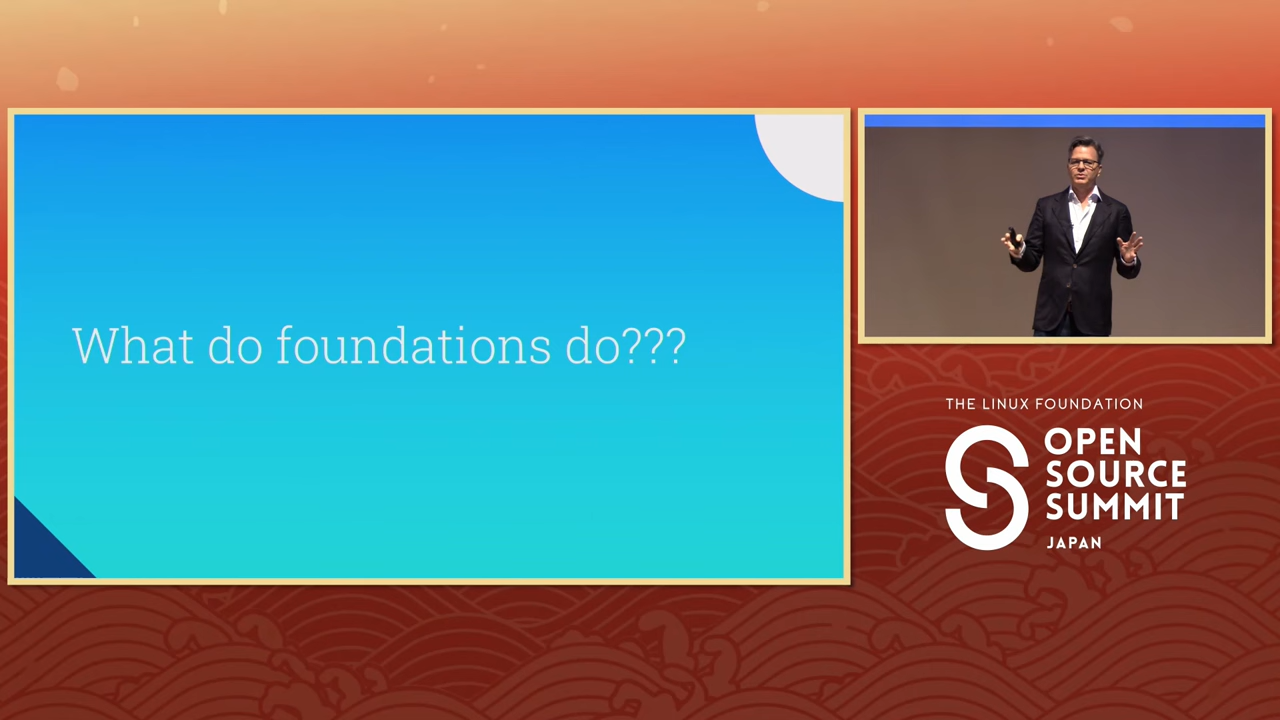 What do foundations do???
THE LINUX FOUNDATION
OPEN
SOURCE
SUMMIT
JAPAN